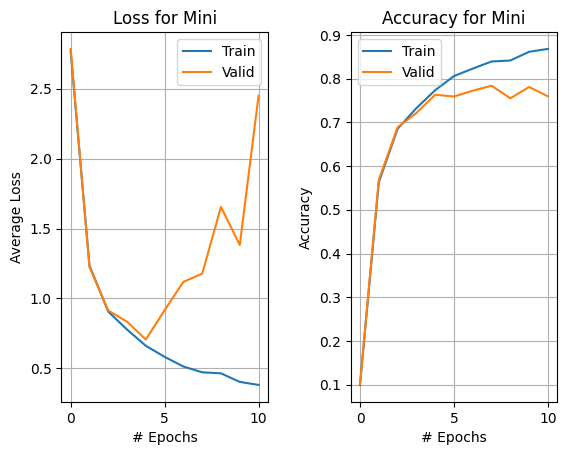 Loss for Mini
Train
Valid
2.5
2.0
1.5
1.0
0.5
Average Loss
0
5
10
# Epochs
Accuracy for Mini
Train
Valid
0.9
0.8
0.7
0.6
0.5
0.4
0.3
0.2
0.1
Accuracy
0
5
10
# Epochs